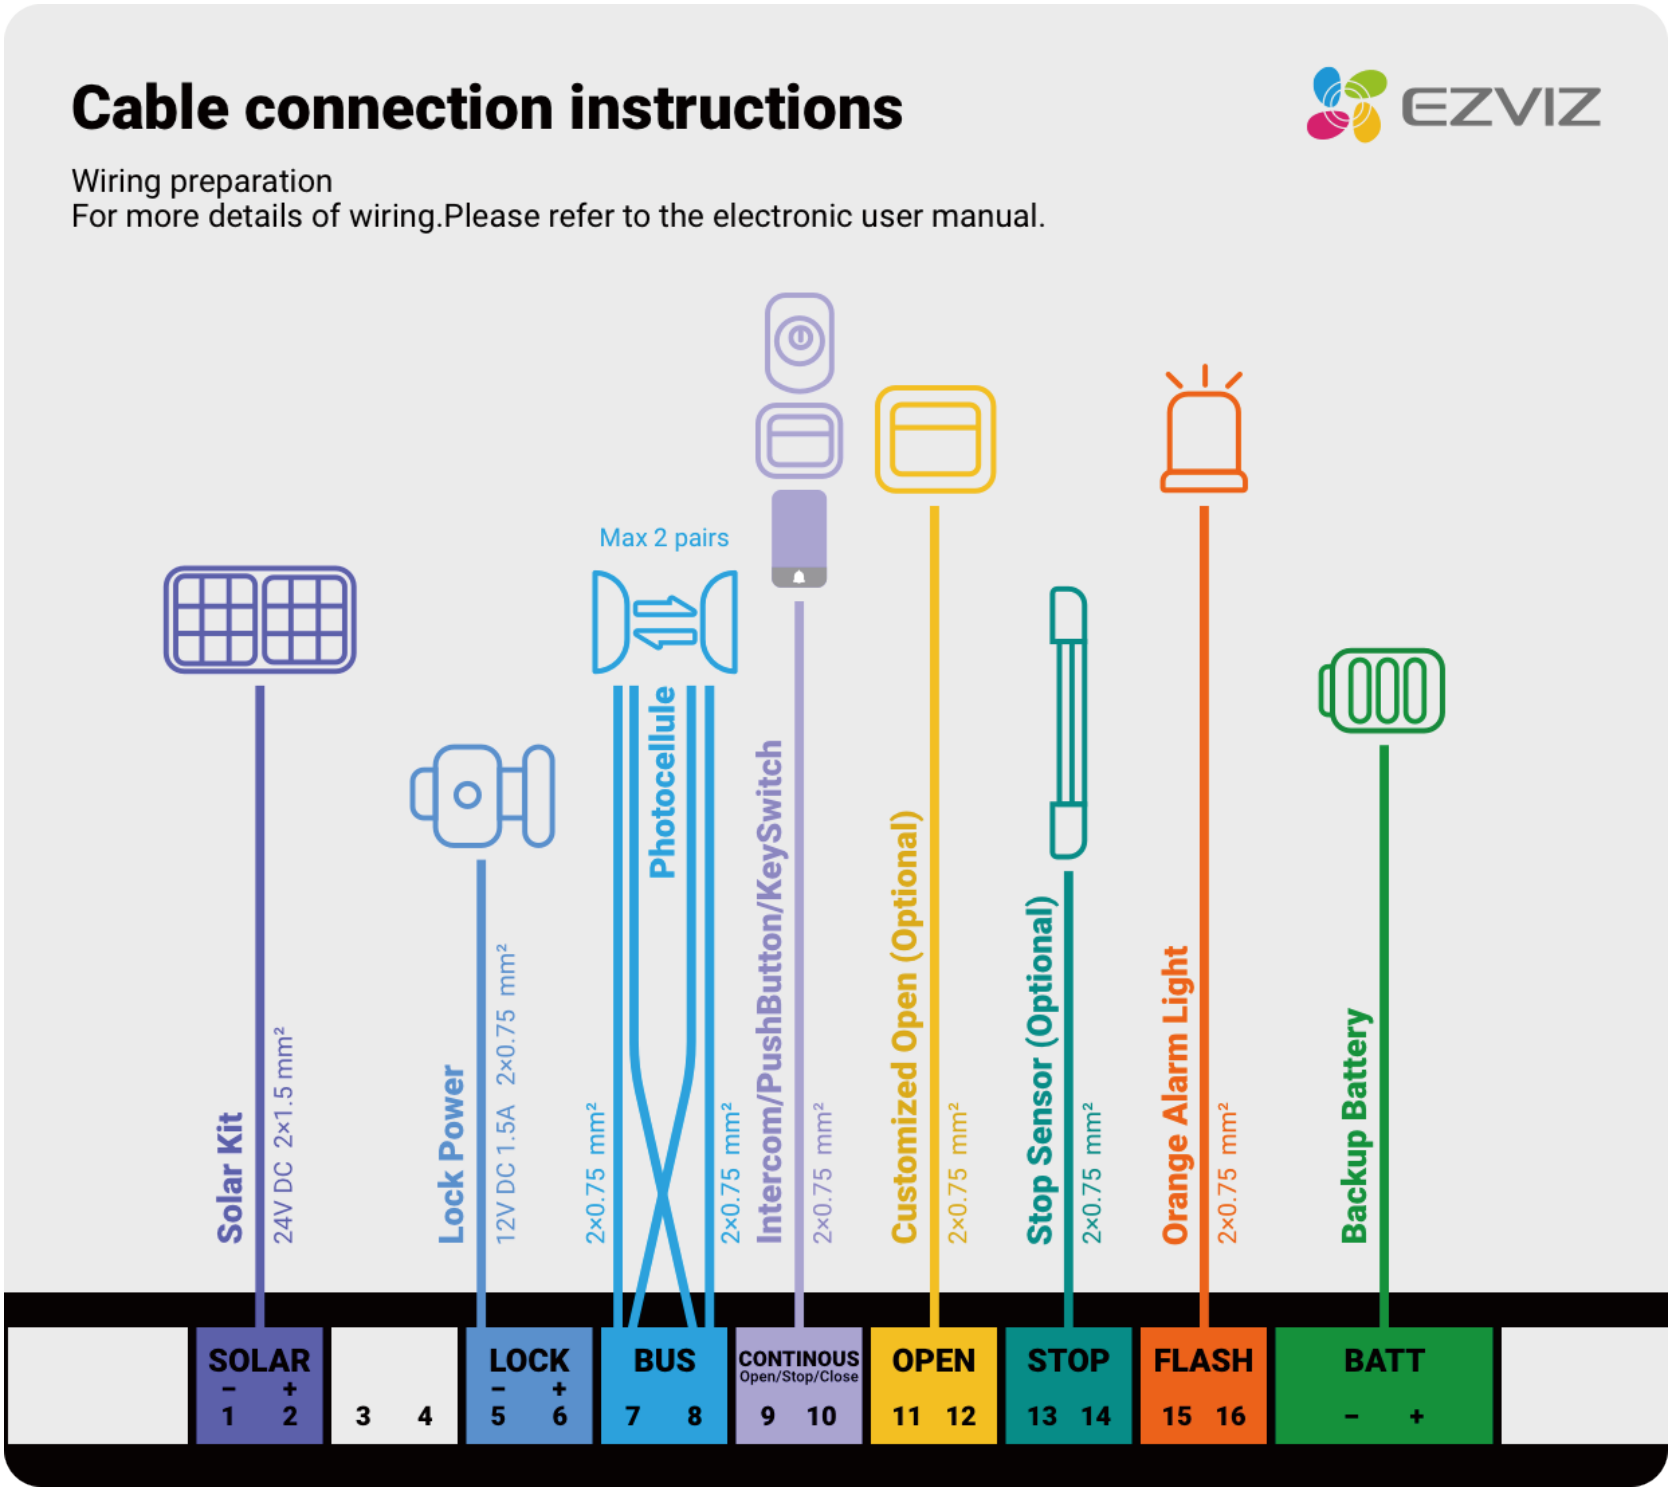 Cable connection instructions
EZVIZ
Wiring preparation
For more details of wiring.Please refer to the electronic user manual.
Max 2 pairs
Solar Kit
24V DC 2×1.5 mm²
Lock Power
12V DC 1.5A 2×0.75 mm²
2×0.75 mm²
Photocellule
2×0.75 mm²
Intercom/PushButton/KeySwitch
2×0.75 mm²
Customized Open (Optional)
2×0.75 mm²
Stop Sensor (Optional)
2×0.75 mm²
Orange Alarm Light
2×0.75 mm²
Backup Battery
SOLAR
− +
1 2
3 4
LOCK
− +
5 6
BUS
7 8
CONTINOUS
Open/Stop/Close
9 10
OPEN
11 12
STOP
13 14
FLASH
15 16
BATT
− +